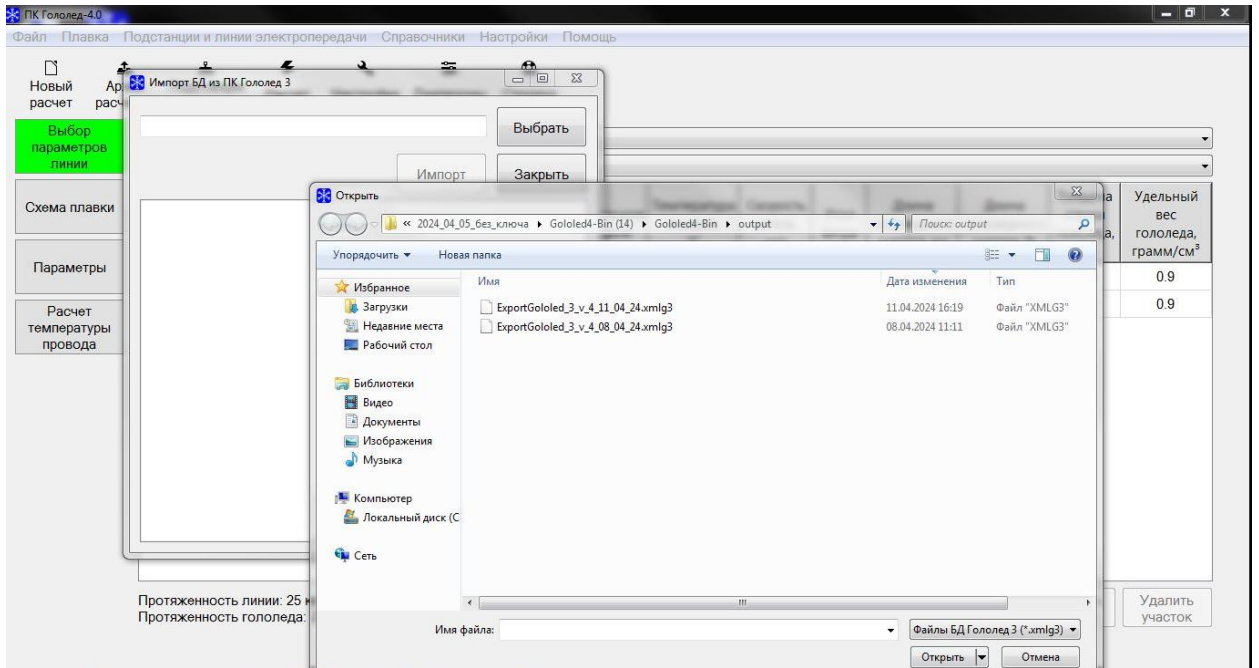 ПК Гололед-4.0
Файл Плавка Подстанции и линии электропередачи Справочники Настройки Помощь
Новый
расчет
Импорт БД из ПК Гололед 3
Выбрать
Импорт
Закрыть
Выбор
параметров
линии
Схема плавки
Параметры
Расчет
температуры
провода
Удельный
вес
гололеда,
грамм/см³
0.9
0.9
Открыть
« 2024_04_05_без_ключа Gololed4-Bin (14) Gololed4-Bin output
Поиск: output
Упорядочить Новая папка
Избранное
Загрузки
Недавние места
Рабочий стол
Библиотеки
Видео
Документы
Изображения
Музыка
Компьютер
Локальный диск (C
Сеть
Имя Дата изменения Тип
ExportGololed_3_v_4_11_04_24.xmlg3 11.04.2024 16:19 Файл "XMLG3"
ExportGololed_3_v_4_08_04_24.xmlg3 08.04.2024 11:11 Файл "XMLG3"
Имя файла: Файлы БД Гололед 3 (*.xmlg3)
Открыть Отмена
Протяженность линии: 25
Протяженность гололеда:
Удалить
участок